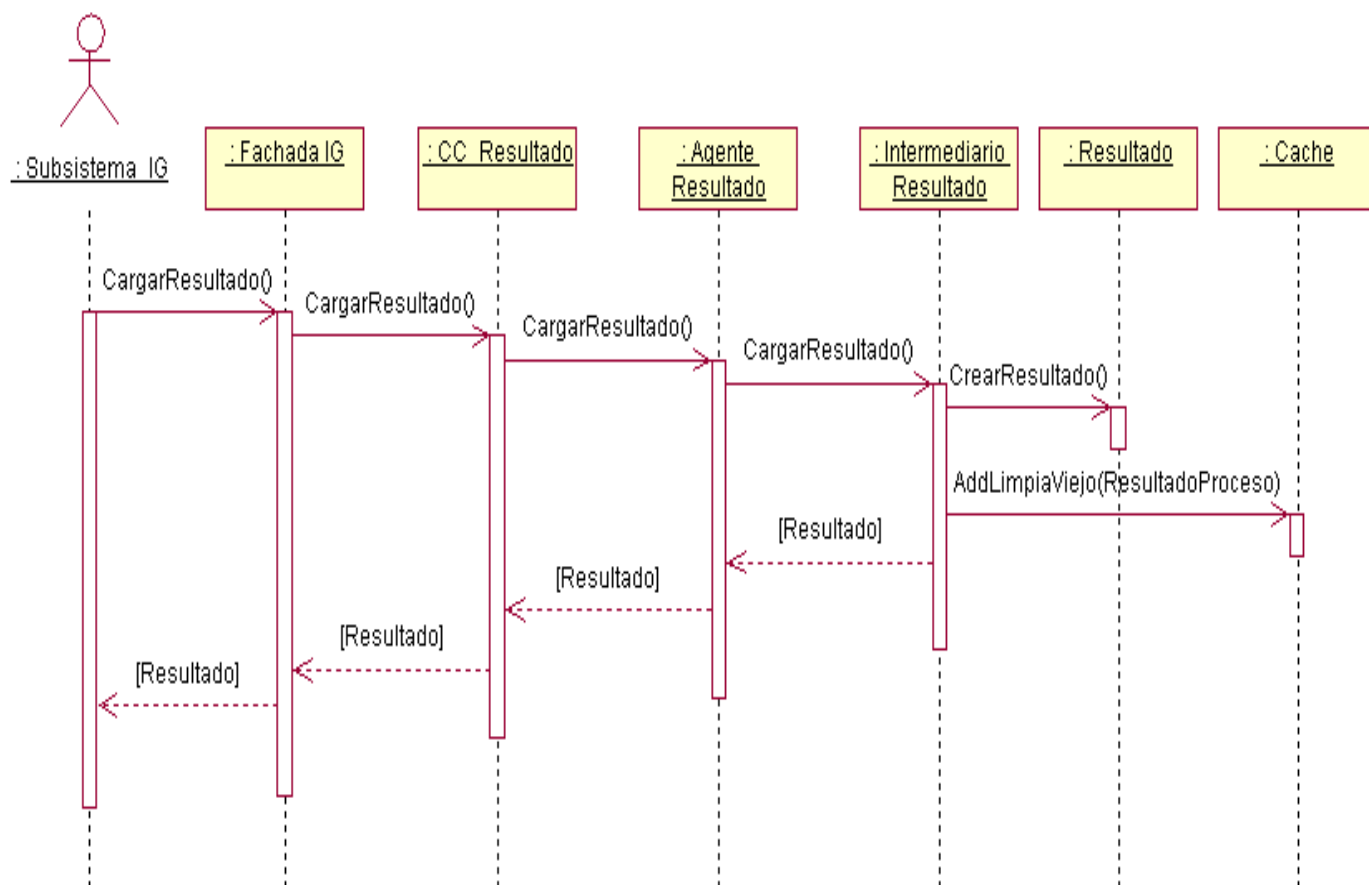 : Subsistema_IG
: Fachada IG
: CC_Resultado
: Agente
Resultado
: Intermediario
Resultado
: Resultado
: Cache
CargarResultado()
CargarResultado()
CargarResultado()
CargarResultado()
CrearResultado()
AddLimpiaViejo(ResultadoProceso)
[Resultado]
[Resultado]
[Resultado]
[Resultado]